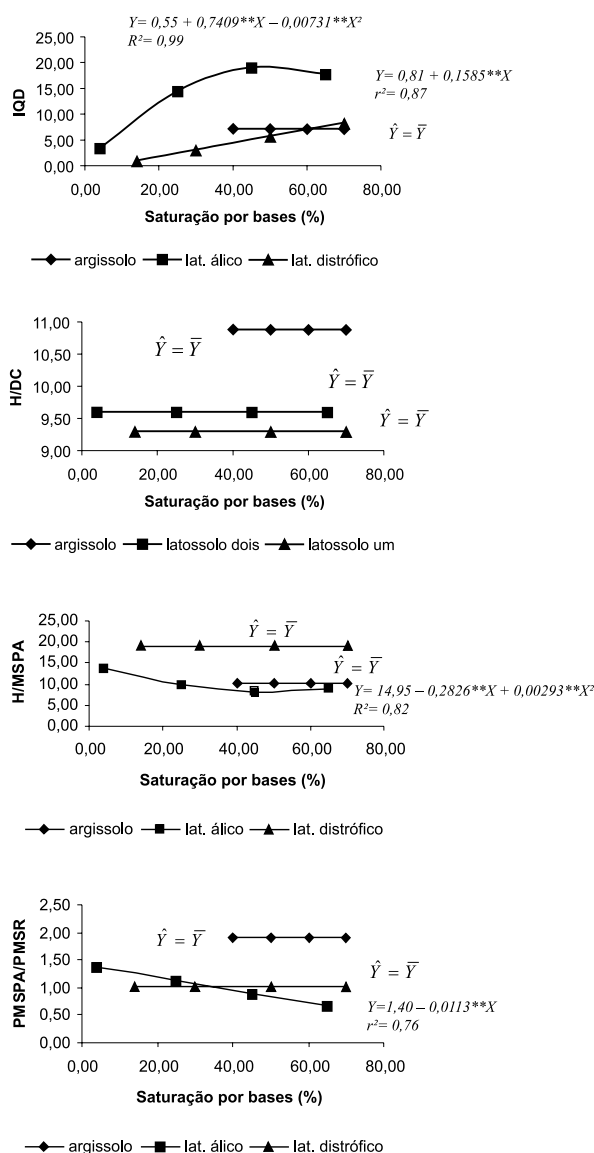 Y= 0,55 + 0,7409**X – 0,00731**X²
R²= 0,99
25,00
20,00
15,00
10,00
5,00
0,00
IQD
Y= 0,81 + 0,1585**X
r²= 0,87
Ŷ = Y̅
0,00 20,00 40,00 60,00 80,00
Saturação por bases (%)
argissolo lat. álico lat. distrófico
11,00
10,50
10,00
9,50
9,00
H/DC
Ŷ = Y̅
Ŷ = Y̅
Ŷ = Y̅
0,00 20,00 40,00 60,00 80,00
Saturação por bases (%)
argissolo latossolo dois latossolo um
25,00
20,00
15,00
10,00
5,00
0,00
H/MSPA
Ŷ = Y̅
Ŷ = Y̅
Y= 14,95 – 0,2826**X + 0,00293**X²
R²= 0,82
0,00 20,00 40,00 60,00 80,00
Saturação por bases (%)
argissolo lat. álico lat. distrófico
2,50
2,00
1,50
1,00
0,50
0,00
PMSPA/PMSR
Ŷ = Y̅
Ŷ = Y̅
Y=1,40 – 0,0113**X
r²= 0,76
0,00 20,00 40,00 60,00 80,00
Saturação por bases (%)
argissolo lat. álico lat. distrófico